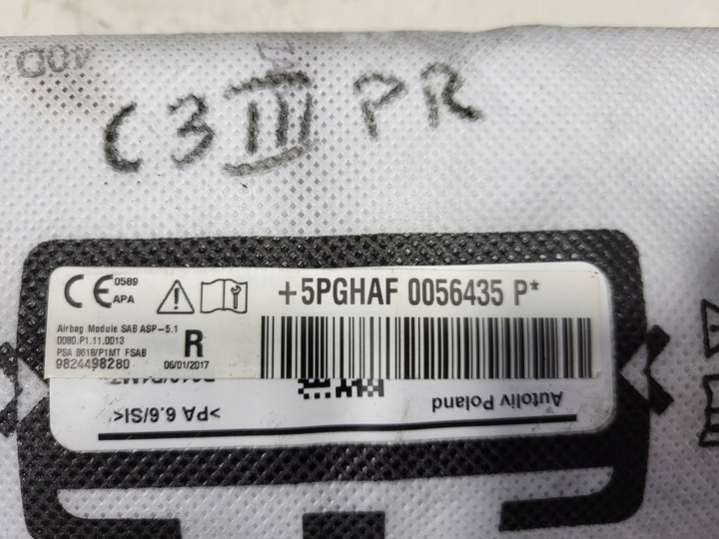 C3 III PR
CE 0589
APA
+5PGHAF 0056435 P*
Airbag Module SAB ASP-5.1
0080.P1.11.0013
PSA B618/P1MT FSAB
9824498280
R
06/01/2017
Autoliv Poland
>PA 6.6/SI<